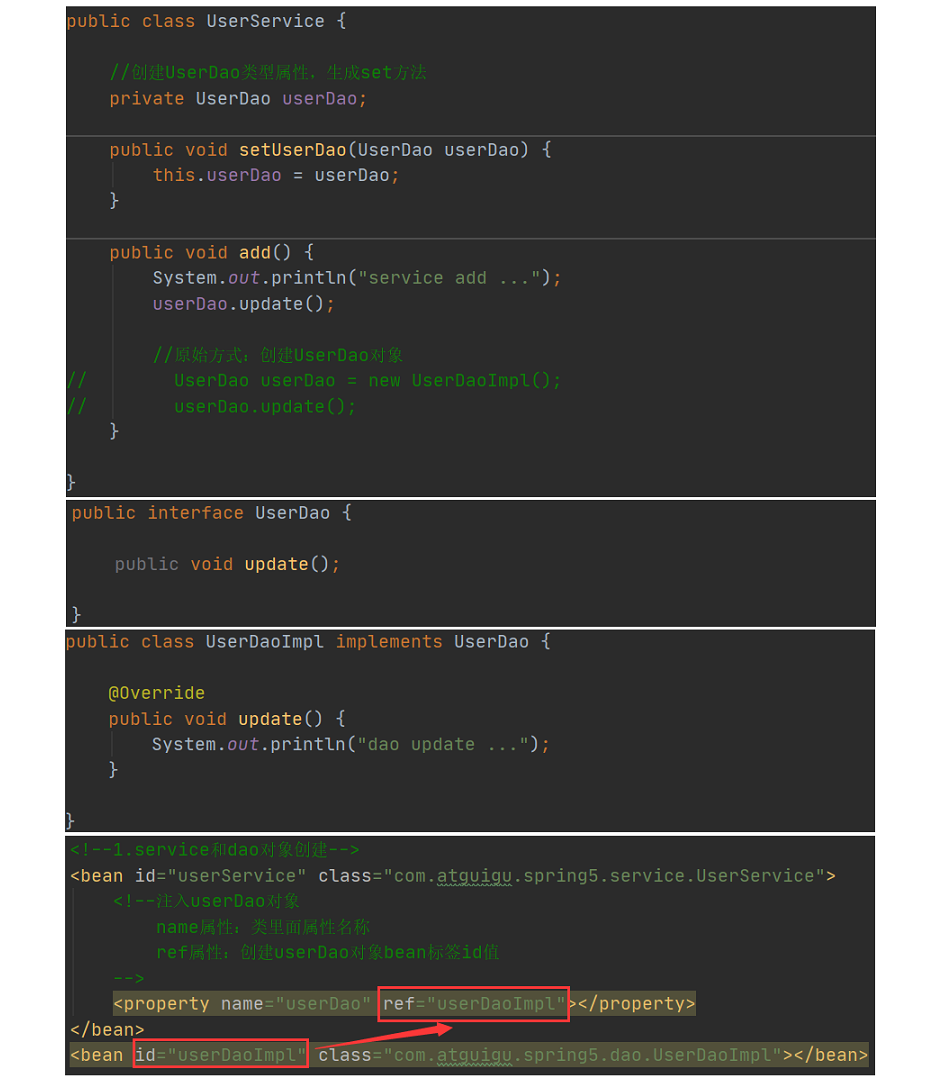 public class UserService {
//创建UserDao类型属性，生成set方法
private UserDao userDao;
public void setUserDao(UserDao userDao) {
this.userDao = userDao;
}
public void add() {
System.out.println("service add ...");
userDao.update();
//原始方式：创建UserDao对象
// UserDao userDao = new UserDaoImpl();
// userDao.update();
}
}
public interface UserDao {
public void update();
}
public class UserDaoImpl implements UserDao {
@Override
public void update() {
System.out.println("dao update ...");
}
}
<!--1.service和dao对象创建-->
<bean id="userService" class="com.atguigu.spring5.service.UserService">
<!--注入userDao对象
name属性：类里面属性名称
ref属性：创建userDao对象bean标签id值
-->
<property name="userDao" ref="userDaoImpl"></property>
</bean>
<bean id="userDaoImpl" class="com.atguigu.spring5.dao.UserDaoImpl"></bean>